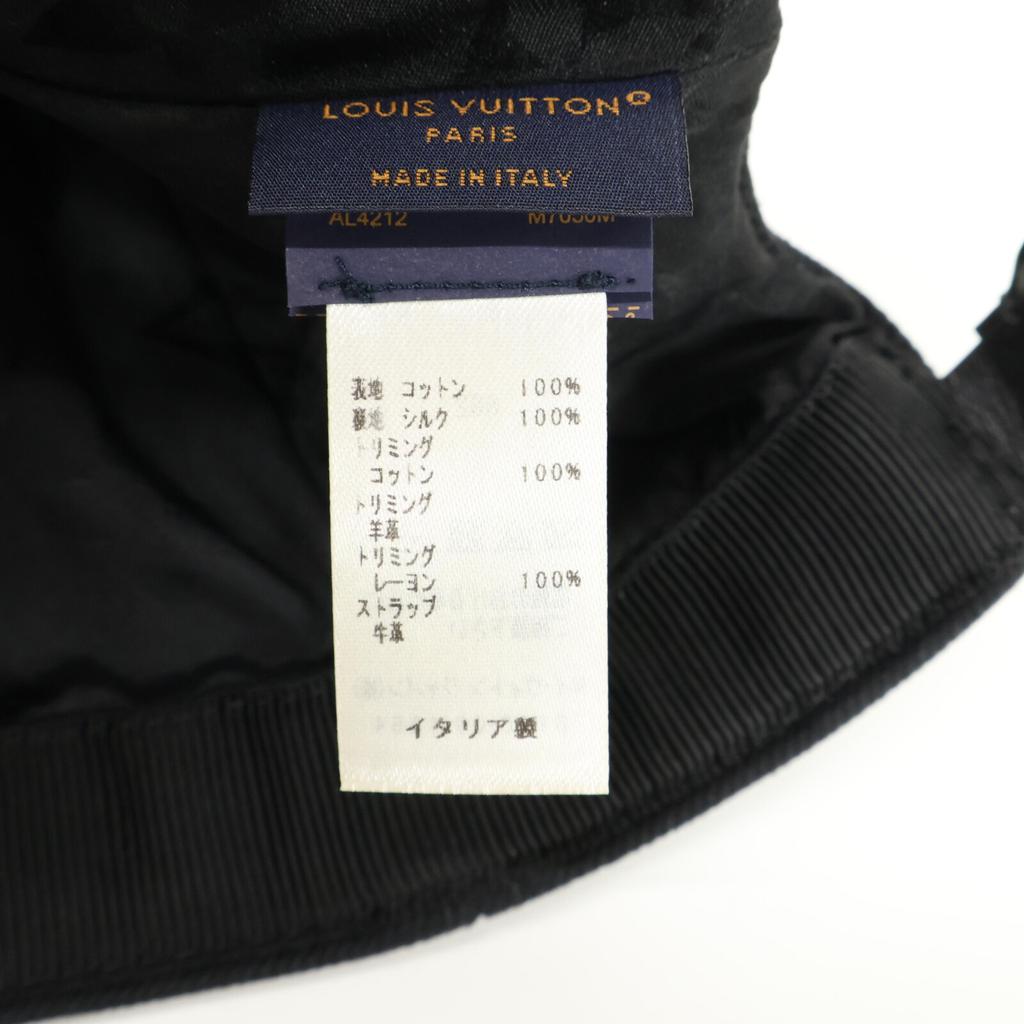 LOUIS VUITTON®
PARIS
MADE IN ITALY
AL4212
表地 コットン 100%
裏地 シルク 100%
トリミング
コットン 100%
トリミング
羊革
トリミング
レーヨン 100%
ストラップ
牛革
イタリア製